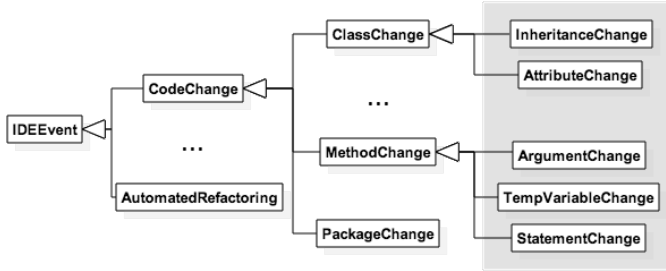 ClassChange
InheritanceChange
AttributeChange
CodeChange
...
IDEEvent
...
MethodChange
ArgumentChange
AutomatedRefactoring
TempVariableChange
PackageChange
StatementChange